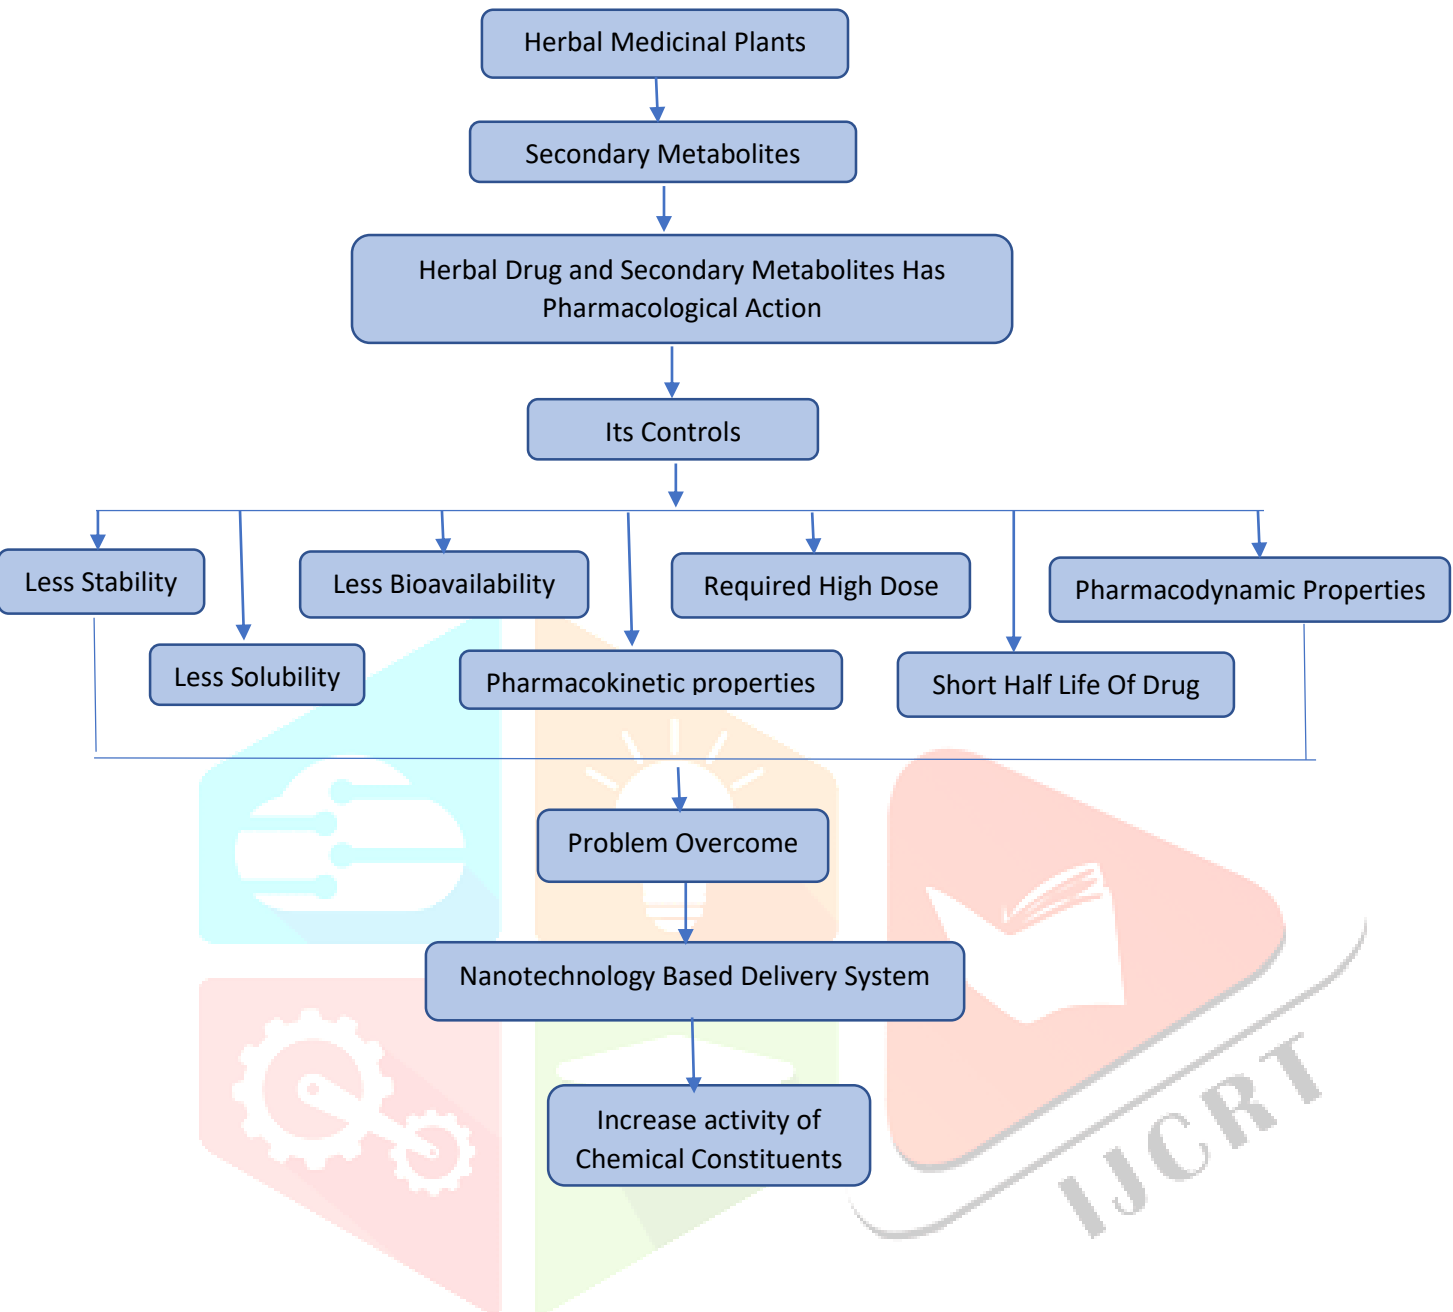 Herbal Medicinal Plants
Secondary Metabolites
Herbal Drug and Secondary Metabolites Has
Pharmacological Action
Its Controls
Less Stability
Less Bioavailability
Required High Dose
Pharmacodynamic Properties
Less Solubility
Pharmacokinetic properties
Short Half Life Of Drug
Problem Overcome
Nanotechnology Based Delivery System
Increase activity of
Chemical Constituents
IJCRT